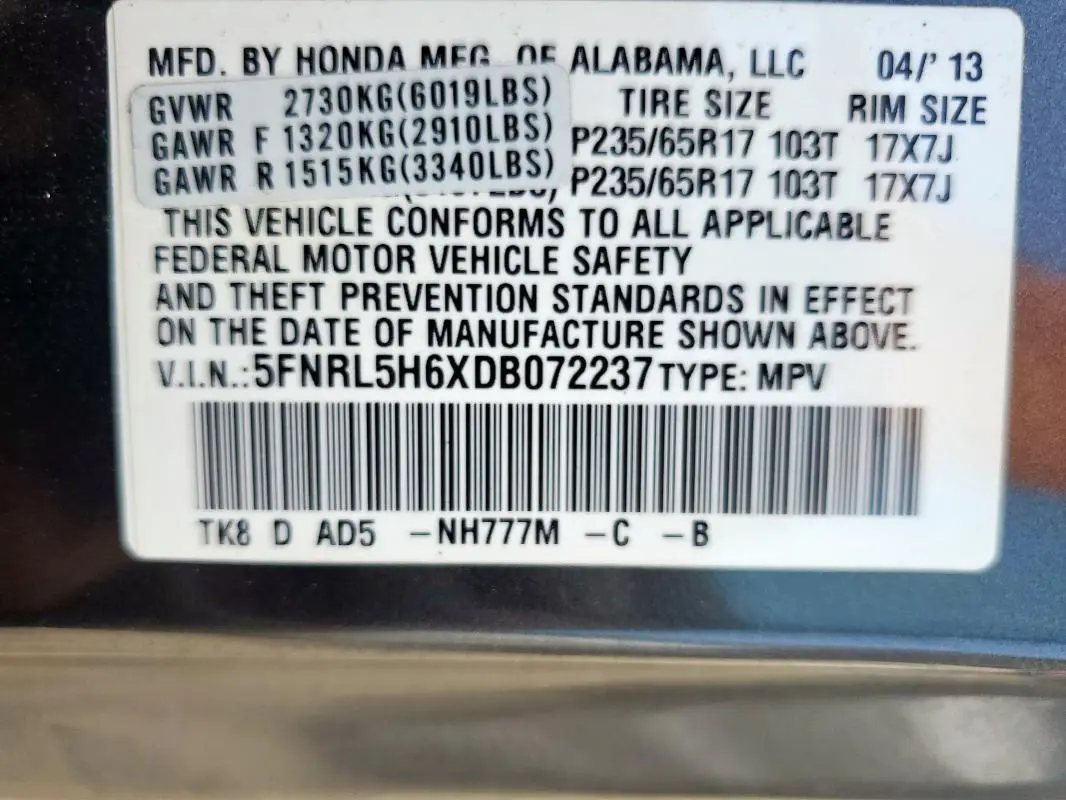 MFD. BY HONDA MFG. OF ALABAMA, LLC 04/' 13
GVWR 2730KG(6019LBS) TIRE SIZE RIM SIZE
GAWR F 1320KG(2910LBS) P235/65R17 103T 17X7J
GAWR R 1515KG(3340LBS) P235/65R17 103T 17X7J
THIS VEHICLE CONFORMS TO ALL APPLICABLE
FEDERAL MOTOR VEHICLE SAFETY
AND THEFT PREVENTION STANDARDS IN EFFECT
ON THE DATE OF MANUFACTURE SHOWN ABOVE.
V.I.N.:5FNRL5H6XDB072237 TYPE: MPV
TK8 D AD5 -NH777M -C -B